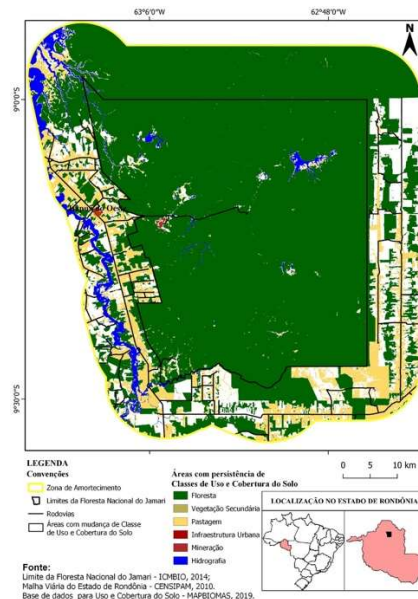 63°6'0"O
62°48'0"O
N
9°0'0"S
9°30'0"S
LEGENDA
Convenções
Zona de Amortecimento
Limites da Floresta Nacional do Jamari
Rodovias
Áreas com mudança de Classe
de Uso e Cobertura do Solo
Áreas com persistência de
Classes de Uso e Cobertura do Solo
Floresta
Vegetação Secundária
Pastagem
Infraestrutura Urbana
Mineração
Hidrografia
0 5 10 km
LOCALIZAÇÃO NO ESTADO DE RONDÔNIA
Fonte:
Limite da Floresta Nacional do Jamari - ICMBIO, 2014;
Malha Viária do Estado de Rondônia - CENSIPAM, 2010.
Base de dados para Uso e Cobertura do Solo - MAPBIOMAS, 2019.